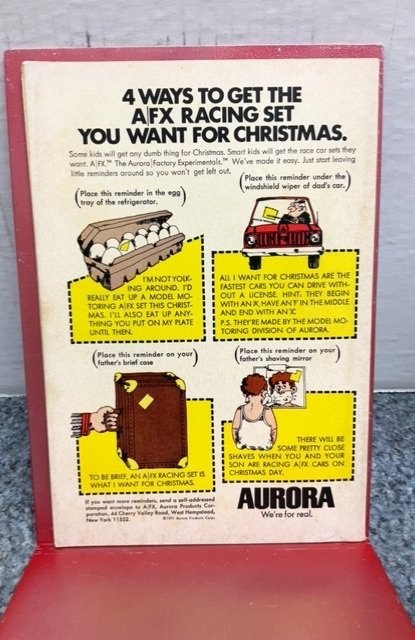 4 WAYS TO GET THE
A|FX RACING SET
YOU WANT FOR CHRISTMAS.
Some kids will get any dumb thing for Christmas. Smart kids will get the race car sets they
want. A|FX.™ The Aurora|Factory Experimentals.™ We've made it easy. Just start leaving
little reminders around so you won't get left out.
(Place this reminder in the egg
tray of the refrigerator.)
(Place this reminder under the
windshield wiper of dad's car.)
I'M NOT YOLK-
ING AROUND. I'D
REALLY EAT UP A MODEL MO-
TORING A|FX SET THIS CHRIST-
MAS. I'LL ALSO EAT UP ANY-
THING YOU PUT ON MY PLATE
UNTIL THEN.
ALL I WANT FOR CHRISTMAS ARE THE
FASTEST CARS YOU CAN DRIVE WITH-
OUT A LICENSE. HINT: THEY BEGIN
WITH AN 'A', HAVE AN 'F' IN THE MIDDLE
AND END WITH AN 'X'.
P.S. THEY'RE MADE BY THE MODEL MO-
TORING DIVISION OF AURORA.
(Place this reminder on your
father's brief case)
(Place this reminder on your
father's shaving mirror)
TO BE BRIEF, AN A|FX RACING SET IS
WHAT I WANT FOR CHRISTMAS.
THERE WILL BE
SOME PRETTY CLOSE
SHAVES WHEN YOU AND YOUR
SON ARE RACING A|FX CARS ON
CHRISTMAS DAY.
If you want more reminders, send a self-addressed
stamped envelope to A|FX, Aurora Products Cor-
poration, 44 Cherry Valley Road, West Hempstead,
New York 11552.
©1971 Aurora Products Corp.
AURORA
We're for real.